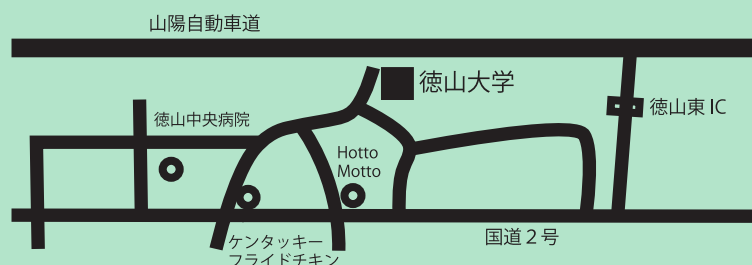 山陽自動車道
徳山大学
徳山東IC
徳山中央病院
Hotto
Motto
国道2号
ケンタッキー
フライドチキン